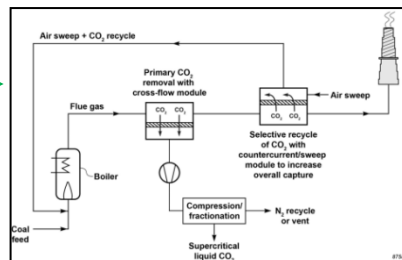 Air sweep + CO₂ recycle
Primary CO₂
removal with
cross-flow module
Flue gas
CO₂ CO₂
CO₂ CO₂
Air sweep
Selective recycle
of CO₂ with
countercurrent/sweep
module to increase
overall capture
Boiler
Coal
feed
Compression/
fractionation
N₂ recycle
or vent
Supercritical
liquid CO₂